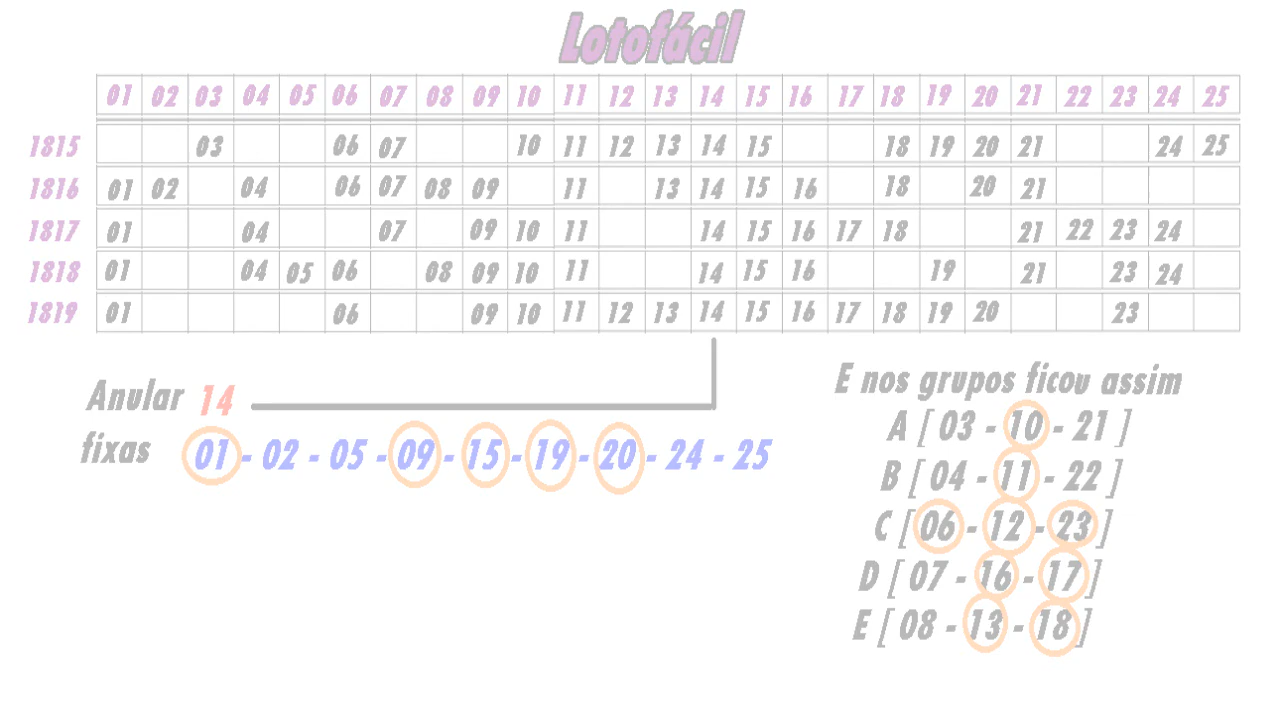 Lotofácil
01 02 03 04 05 06 07 08 09 10 11 12 13 14 15 16 17 18 19 20 21 22 23 24 25
1815 03 06 07 10 11 12 13 14 15 18 19 20 21 24 25
1816 01 02 04 06 07 08 09 11 13 14 15 16 18 20 21
1817 01 04 07 09 10 11 14 15 16 17 18 21 22 23 24
1818 01 04 05 06 08 09 10 11 14 15 16 19 21 23 24
1819 01 06 09 10 11 12 13 14 15 16 17 18 19 20 23
Anular 14
fixas 01 - 02 - 05 - 09 - 15 - 19 - 20 - 24 - 25
E nos grupos ficou assim
A [ 03 - 10 - 21 ]
B [ 04 - 11 - 22 ]
C [ 06 - 12 - 23 ]
D [ 07 - 16 - 17 ]
E [ 08 - 13 - 18 ]